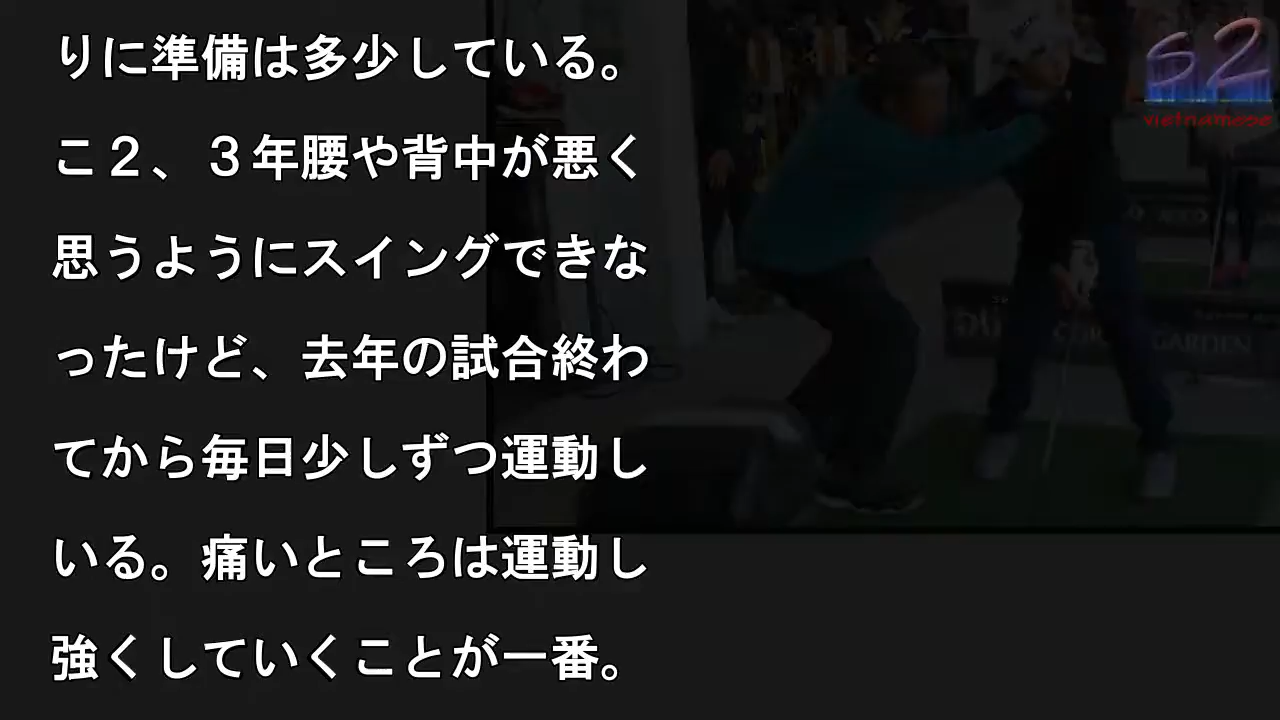 りに準備は多少している。
こ２、３年腰や背中が悪く
思うようにスイングできな
ったけど、去年の試合終わ
てから毎日少しずつ運動し
いる。痛いところは運動し
強くしていくことが一番。
S2
vietnamese
GARDEN